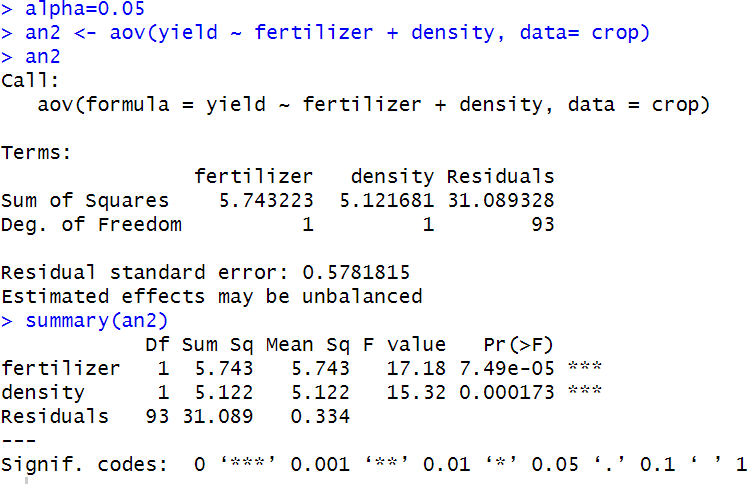 > alpha=0.05
> an2 <- aov(yield ~ fertilizer + density, data= crop)
> an2
Call:
   aov(formula = yield ~ fertilizer + density, data = crop)

Terms:
                fertilizer   density Residuals
Sum of Squares    5.743223  5.121681 31.089328
Deg. of Freedom          1         1        93

Residual standard error: 0.5781815
Estimated effects may be unbalanced
> summary(an2)
            Df Sum Sq Mean Sq F value   Pr(>F)    
fertilizer   1  5.743   5.743   17.18 7.49e-05 ***
density      1  5.122   5.122   15.32 0.000173 ***
Residuals   93 31.089   0.334                     
---
Signif. codes:  0 ‘***’ 0.001 ‘**’ 0.01 ‘*’ 0.05 ‘.’ 0.1 ‘ ’ 1